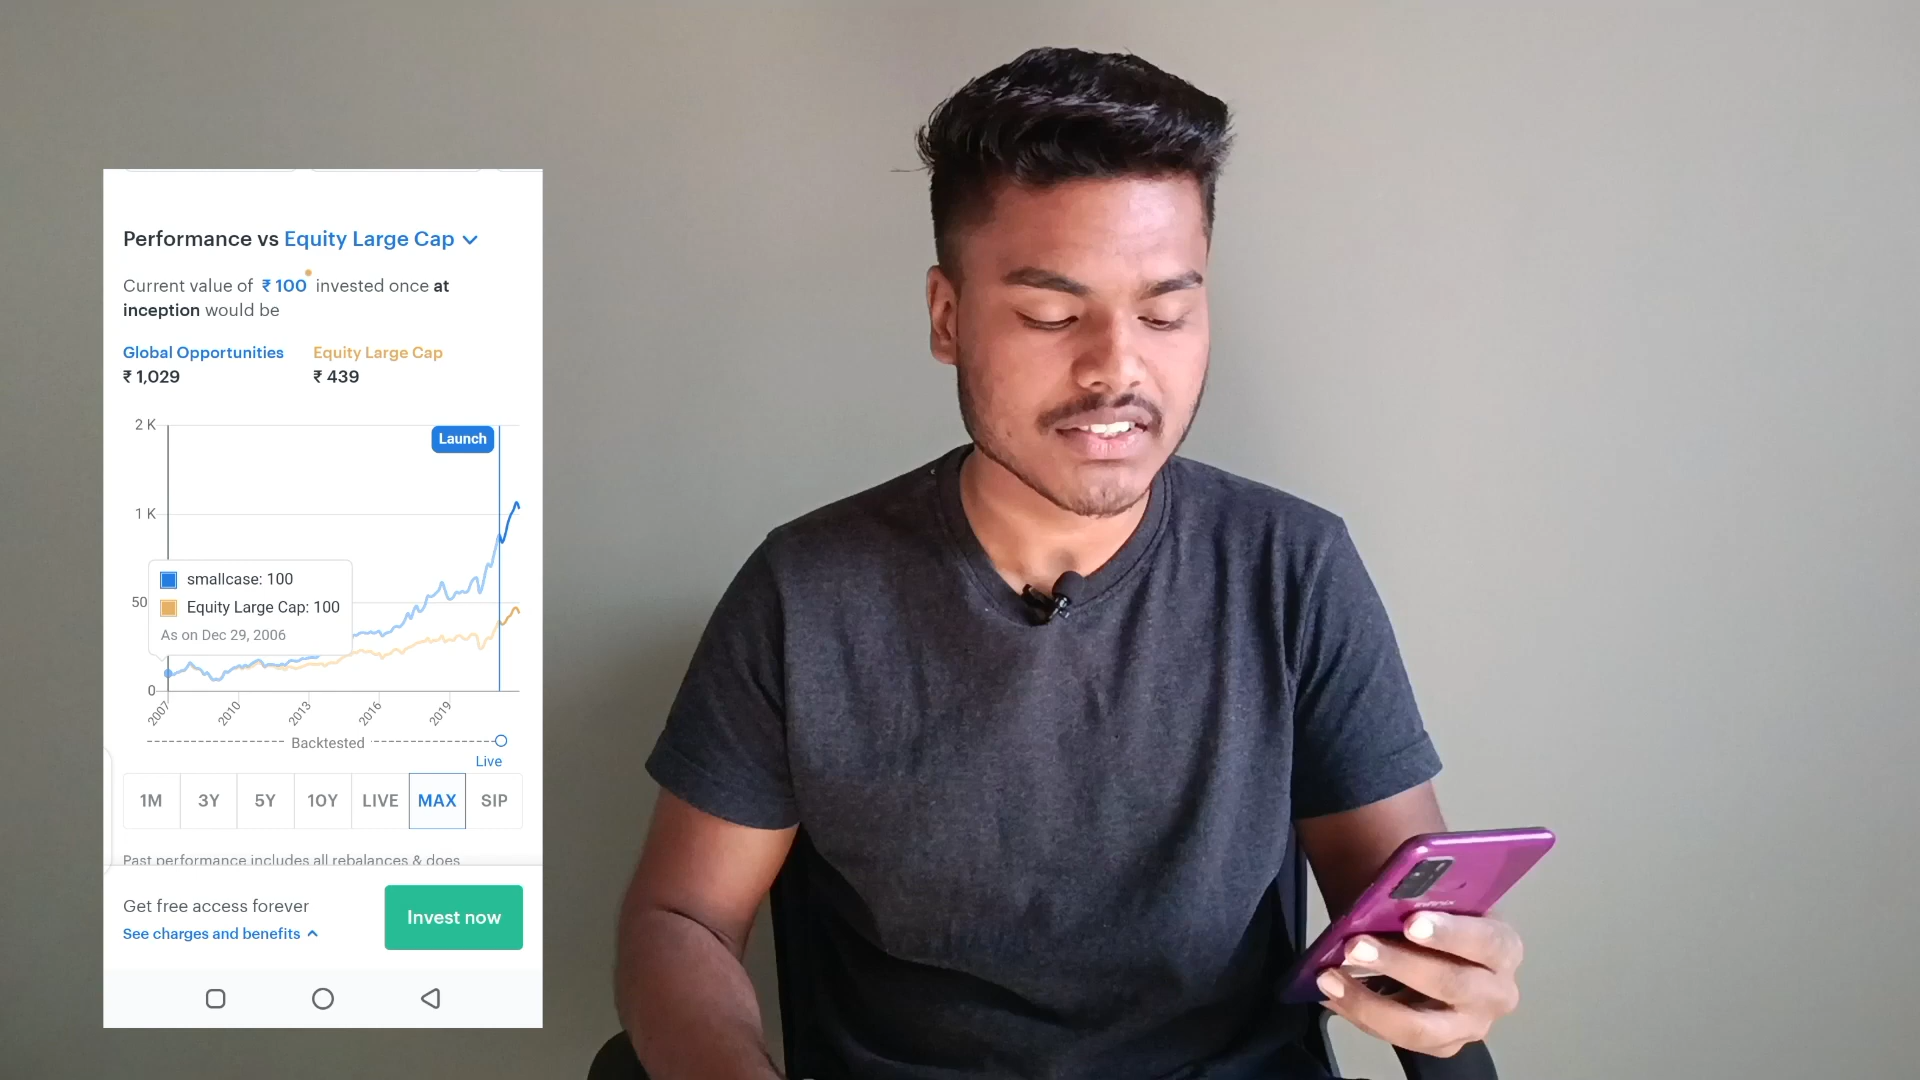 Performance vs Equity Large Cap
Current value of ₹ 100 invested once at
inception would be
Global Opportunities Equity Large Cap
₹ 1,029 ₹ 439
2 K
Launch
1 K
smallcase: 100
50
Equity Large Cap: 100
As on Dec 29, 2006
0
2007 2010 2013 2016 2019
Backtested
Live
1M 3Y 5Y 10Y LIVE MAX SIP
Past performance includes all rebalances & does
Get free access forever
See charges and benefits
Invest now
Infinix